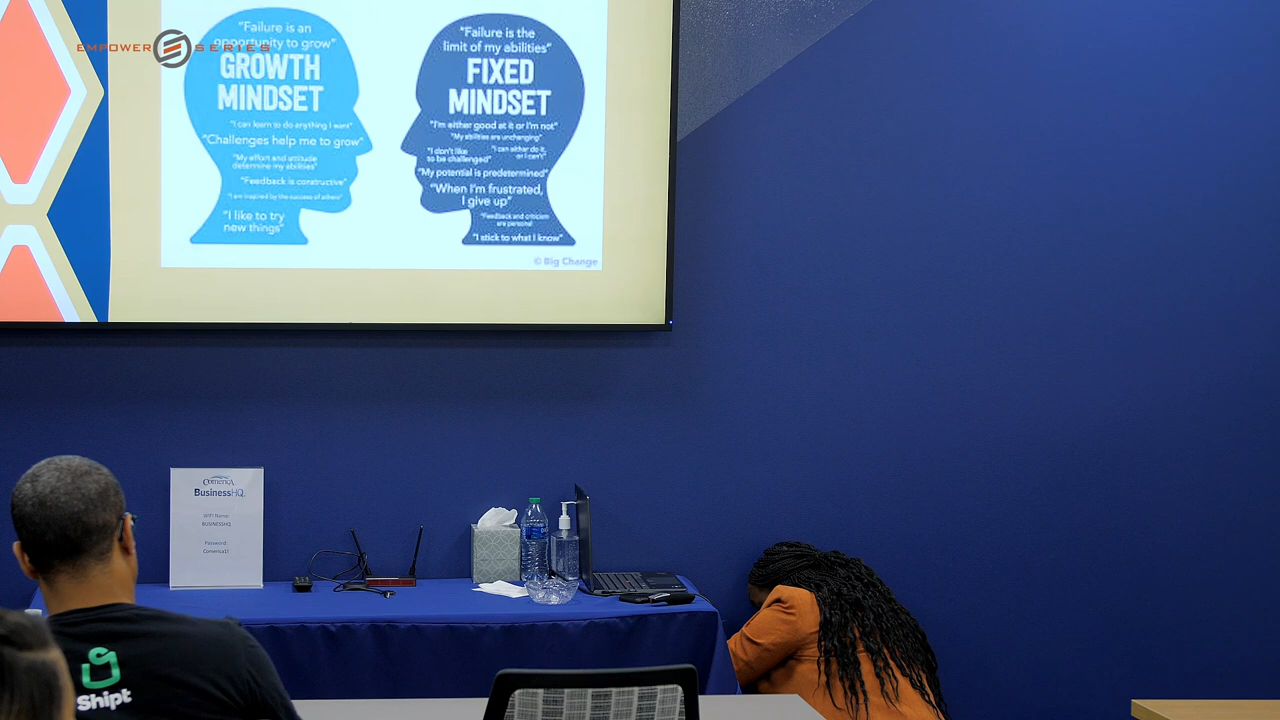 EMPOWER SERIES
"Failure is an
opportunity to grow"
GROWTH
MINDSET
"I can learn to do anything I want"
"Challenges help me to grow"
"My effort and attitude
determine my abilities"
"Feedback is constructive"
"I am inspired by the success of others"
"I like to try
new things"
"Failure is the
limit of my abilities"
FIXED
MINDSET
"I'm either good at it or I'm not"
"My abilities are unchanging"
"I don't like
to be challenged"
"I can either do it,
or I can't"
"My potential is predetermined"
"When I'm frustrated,
I give up"
"Feedback and criticism
are personal"
"I stick to what I know"
© Big Change
Comerica
BusinessHQ
WIFI Name:
BUSINESSHQ
Password:
Comerica1!
Shipt